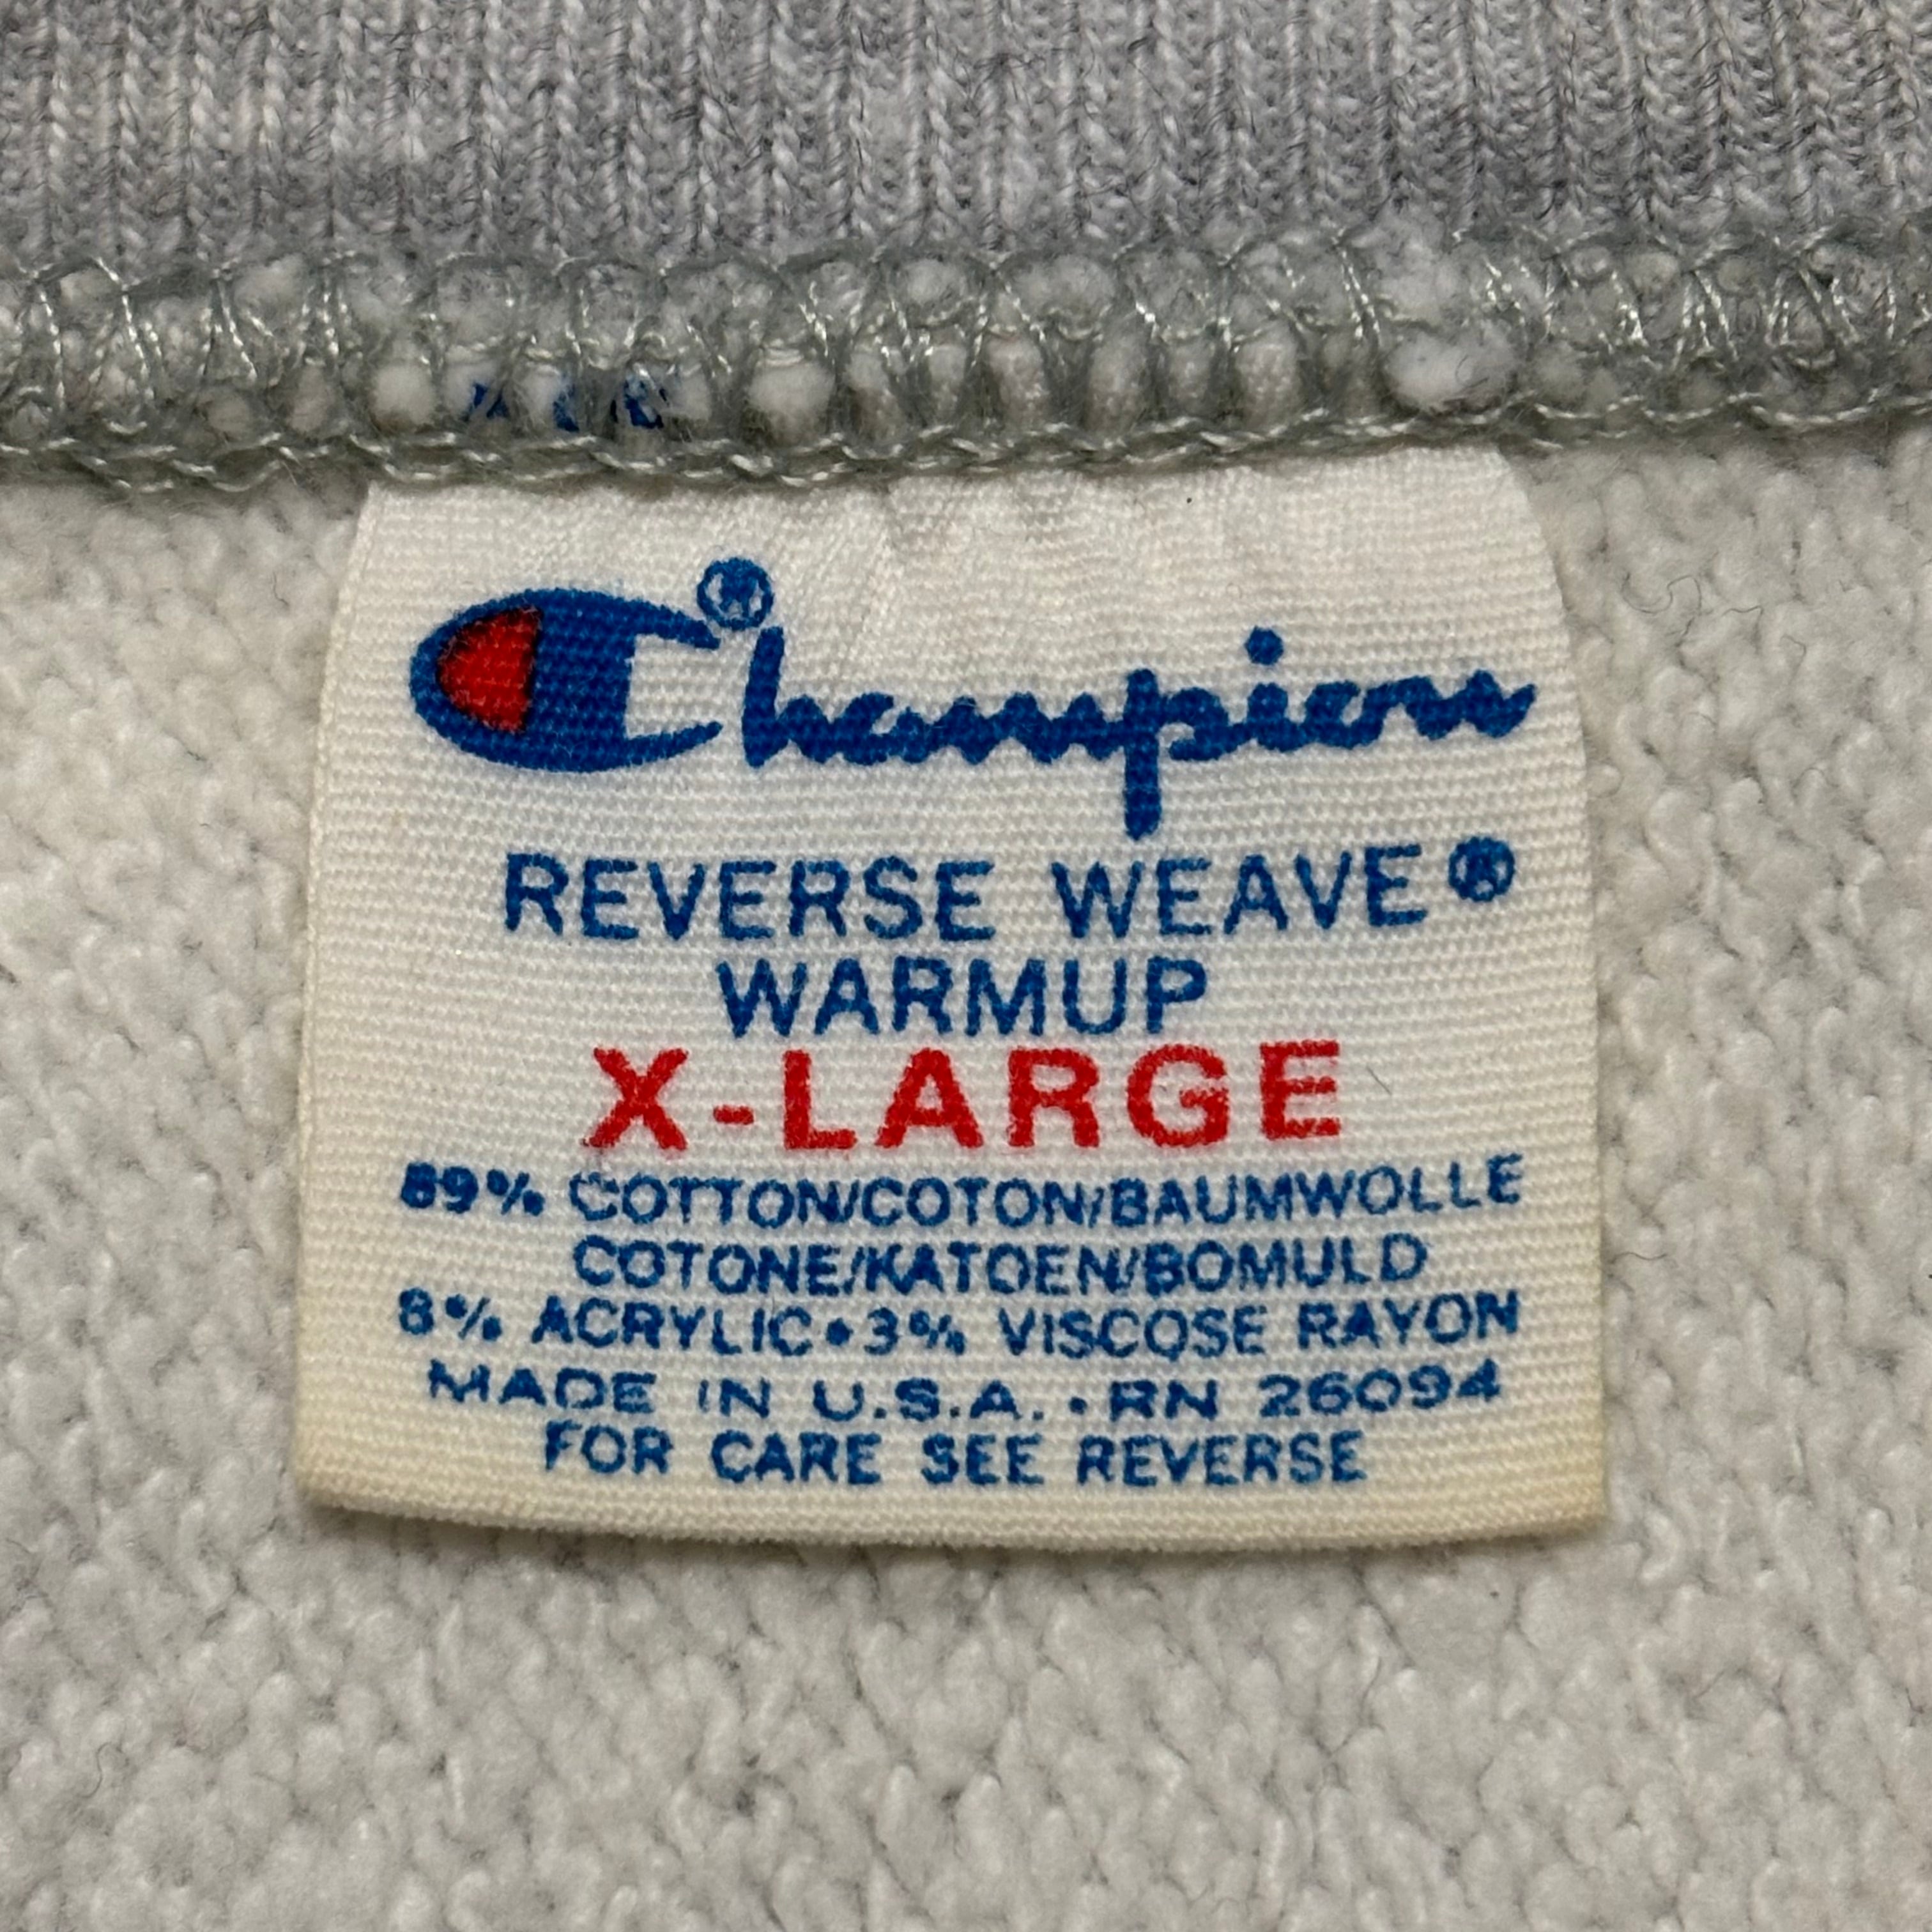 Champion®
REVERSE WEAVE®
WARMUP
X-LARGE
89% COTTON/COTON/BAUMWOLLE
COTONE/KATOEN/BOMULD
8% ACRYLIC•3% VISCOSE RAYON
MADE IN U.S.A. • RN 26094
FOR CARE SEE REVERSE